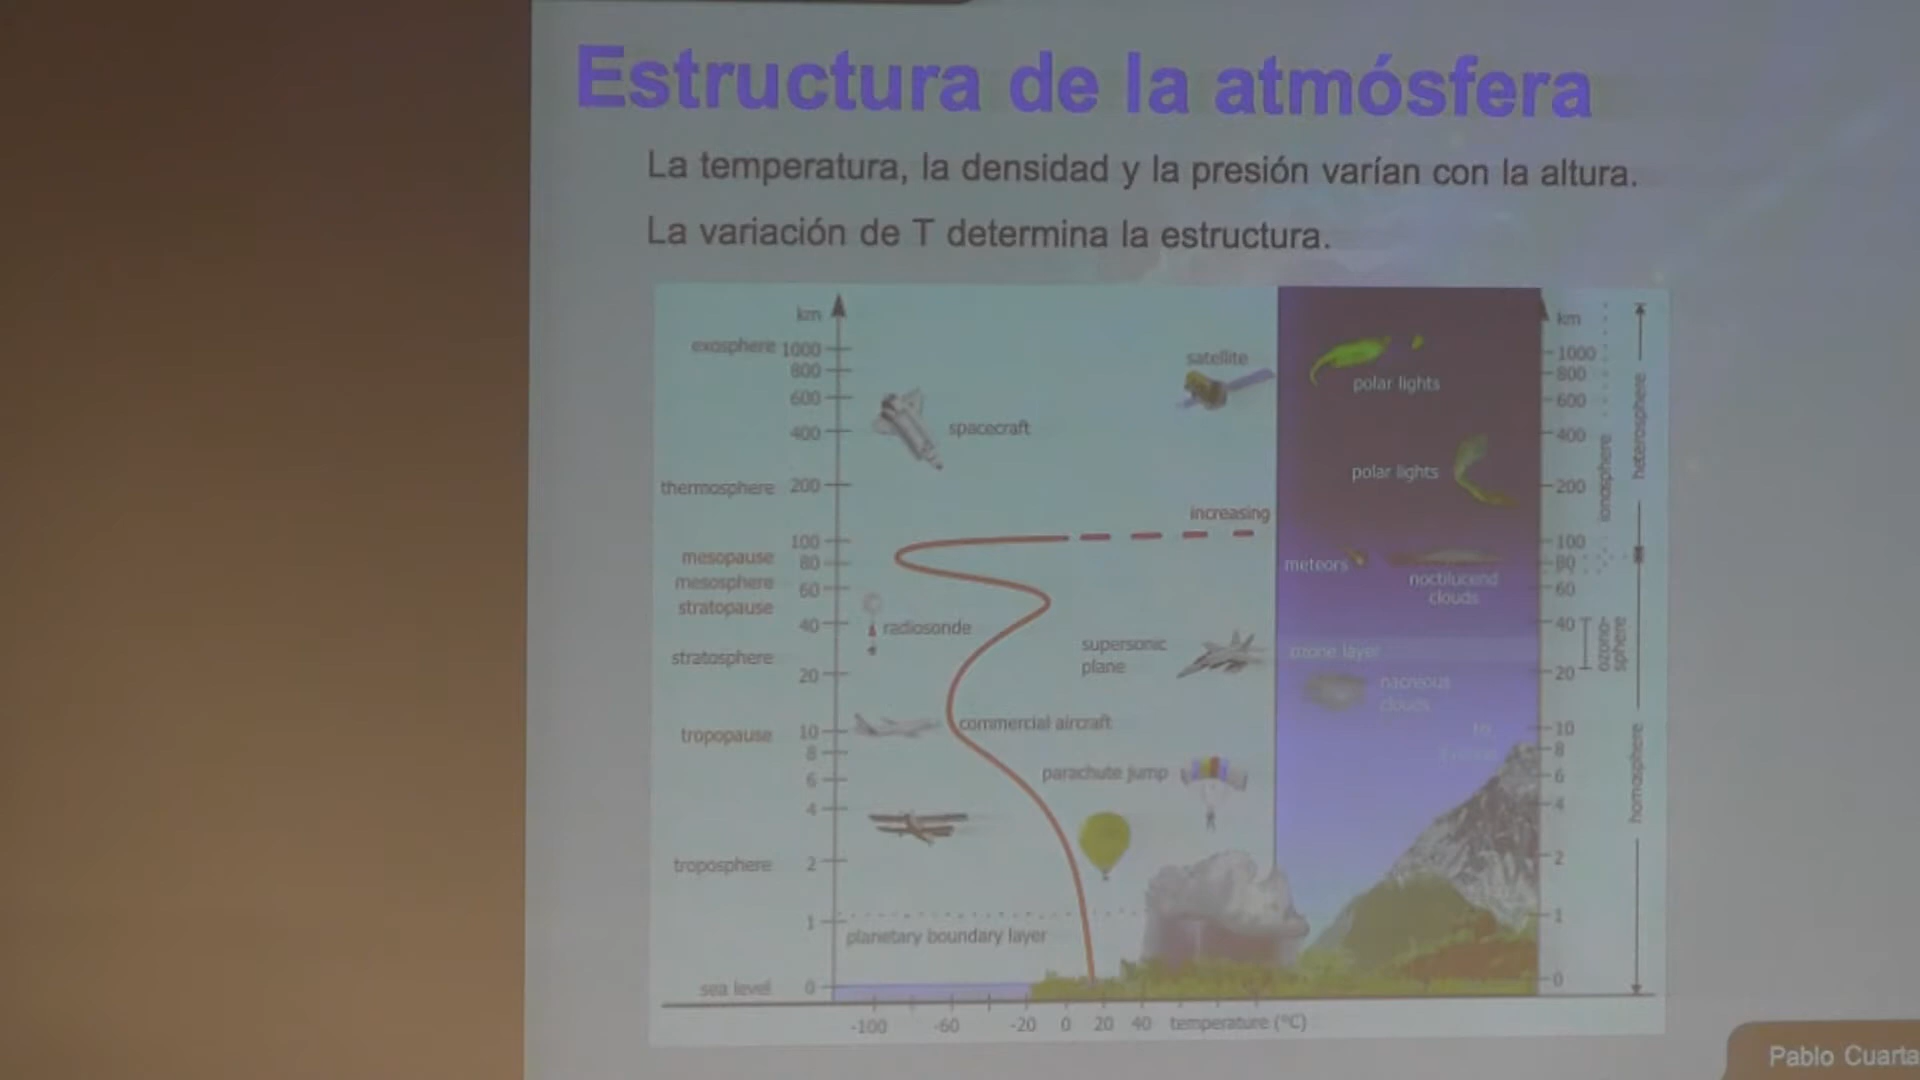 Estructura de la atmósfera
La temperatura, la densidad y la presión varían con la altura.
La variación de T determina la estructura.
km
exosphere 1000
800
600
400
thermosphere 200
100
mesopause
80
mesosphere
60
stratopause
40
stratosphere
20
tropopause 10
8
6
4
troposphere 2
1
sea level 0
satellite
spacecraft
increasing
radiosonde
supersonic
plane
commercial aircraft
parachute jump
planetary boundary layer
-100 -60 -20 0 20 40 temperature (°C)
polar lights
polar lights
meteors
noctilucend
clouds
ozone layer
nacreous
clouds
km
1000
800
600
400
200
100
80
60
40
20
10
8
6
4
2
1
0
ionosphere
heterosphere
ozono-
sphere
homosphere
Pablo Cuarta